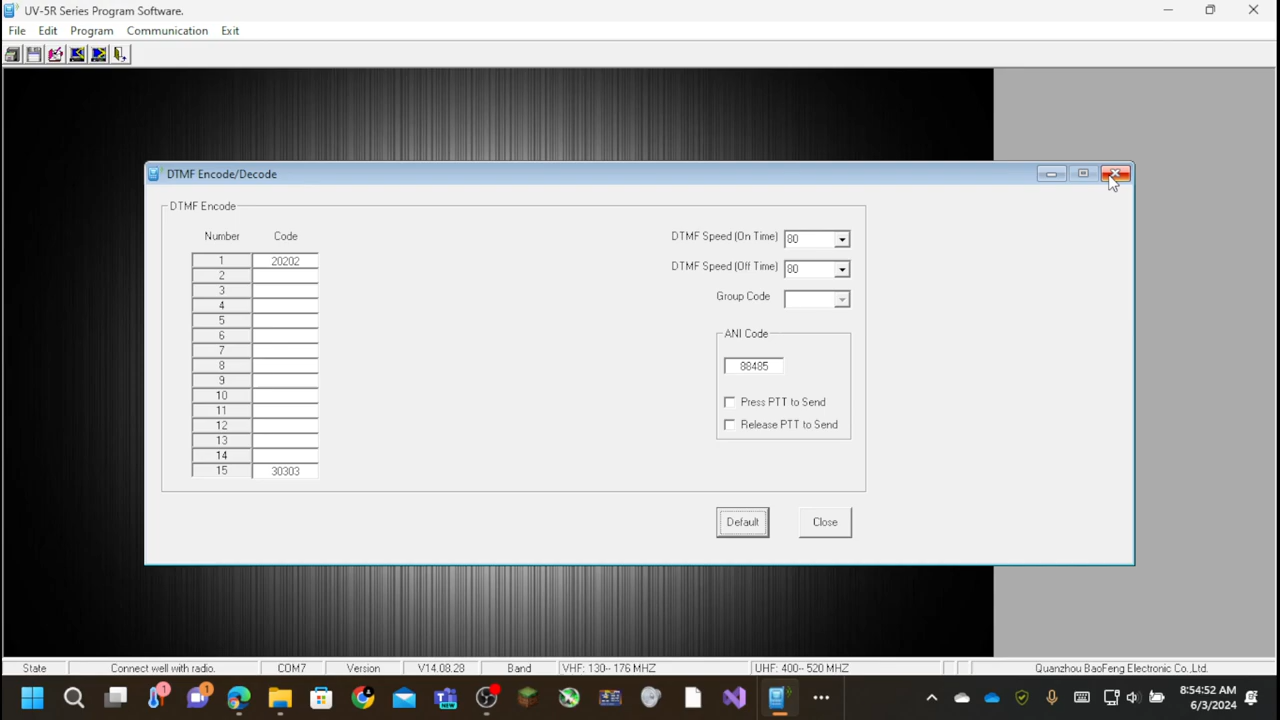 UV-5R Series Program Software.
File Edit Program Communication Exit
DTMF Encode/Decode
DTMF Encode
Number Code
1 20202
2
3
4
5
6
7
8
9
10
11
12
13
14
15 30303
DTMF Speed (On Time) 80
DTMF Speed (Off Time) 80
Group Code
ANI Code
88485
Press PTT to Send
Release PTT to Send
Default Close
State Connect well with radio. COM7 Version V14.08.28 Band VHF: 130-- 176 MHZ UHF: 400-- 520 MHZ Quanzhou BaoFeng Electronic Co.,Ltd.
1 1 NEW 8:54:52 AM
6/3/2024